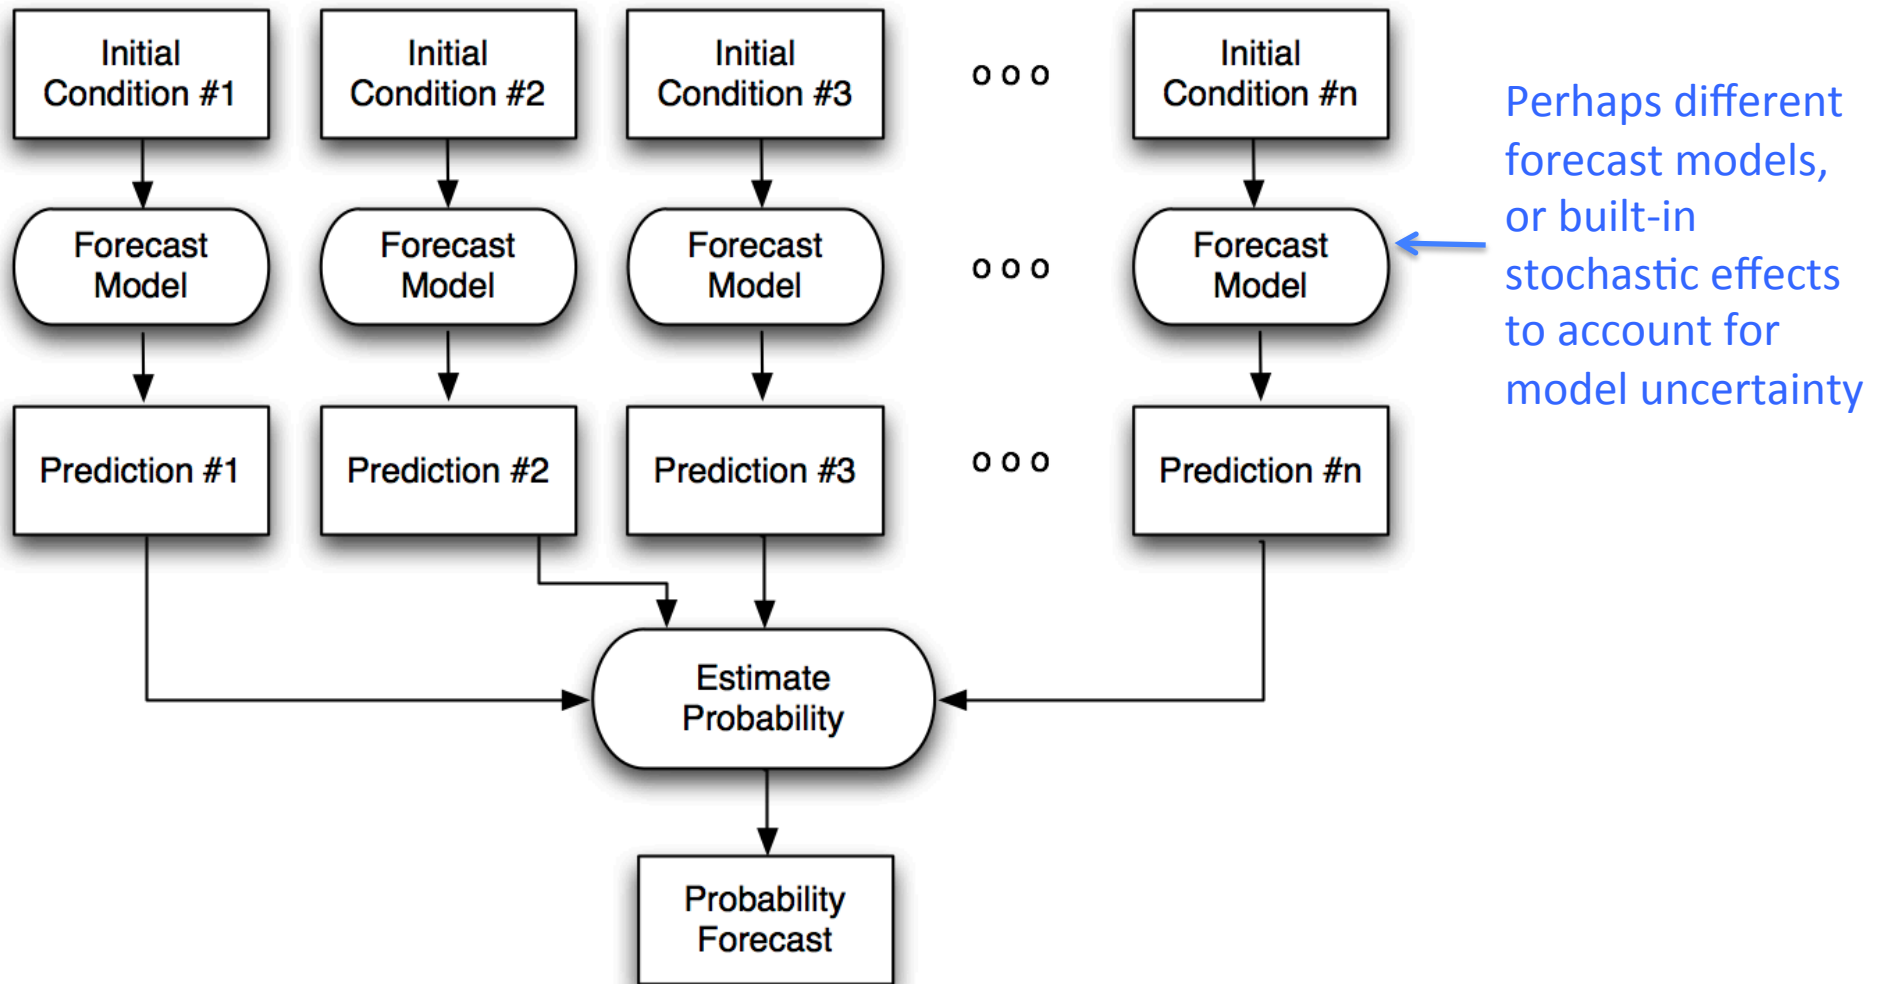 Initial
Condition #1
Initial
Condition #2
Initial
Condition #3
o o o
Initial
Condition #n
Perhaps different
forecast models,
or built-in
stochastic effects
to account for
model uncertainty
Forecast
Model
Forecast
Model
Forecast
Model
o o o
Forecast
Model
Prediction #1
Prediction #2
Prediction #3
o o o
Prediction #n
Estimate
Probability
Probability
Forecast